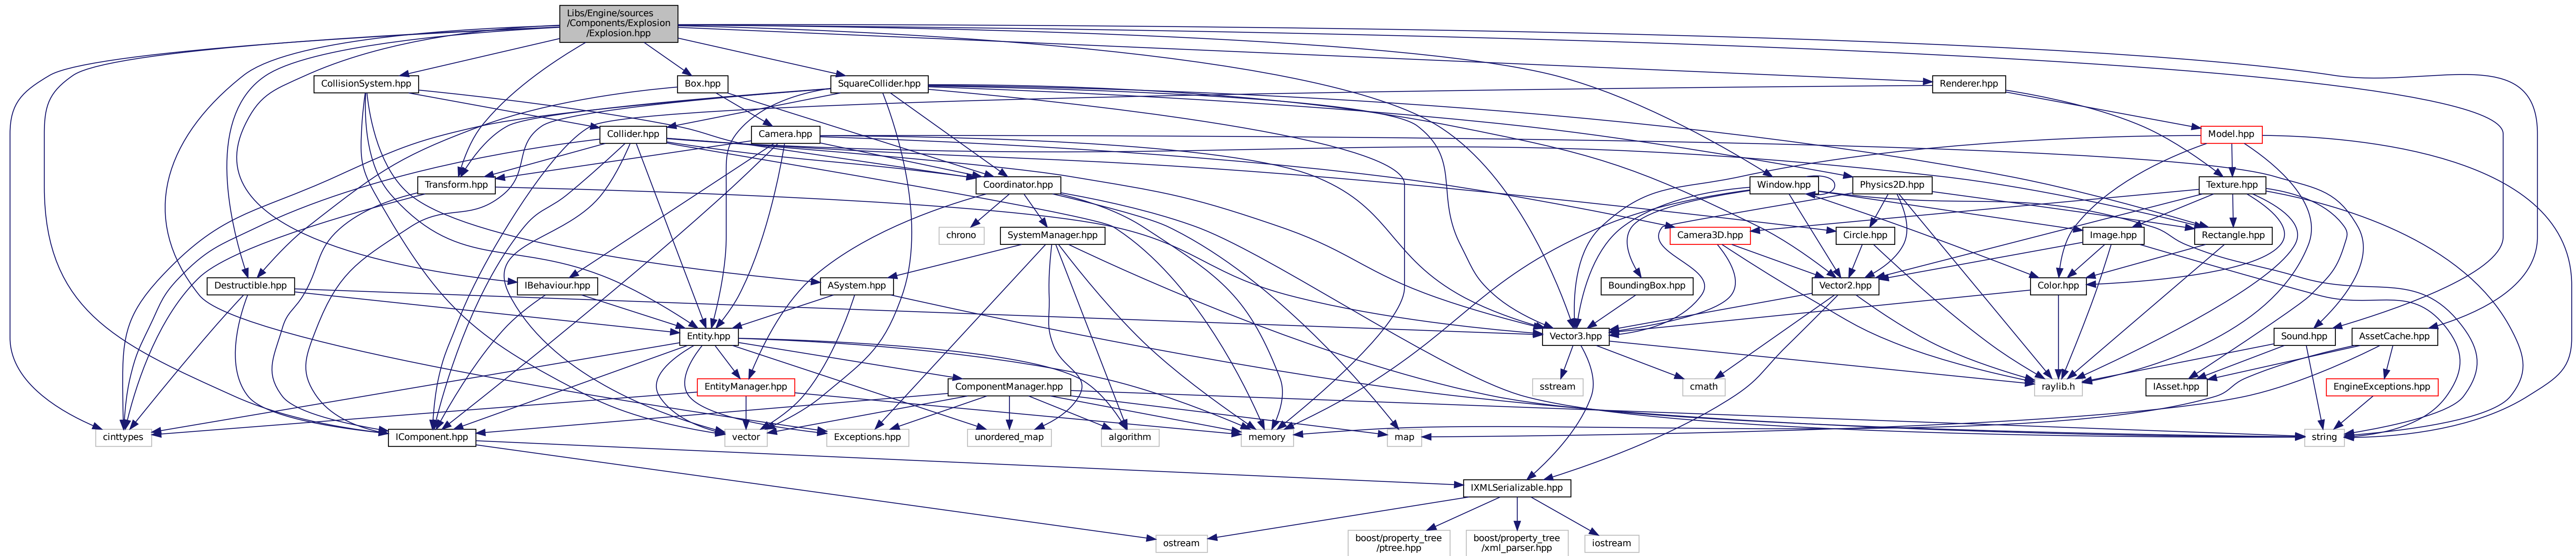 Libs/Engine/sources
/Components/Explosion
/Explosion.hpp
CollisionSystem.hpp
Box.hpp
SquareCollider.hpp
Renderer.hpp
Collider.hpp
Camera.hpp
Model.hpp
Transform.hpp
Coordinator.hpp
Window.hpp
Physics2D.hpp
Texture.hpp
chrono
SystemManager.hpp
Camera3D.hpp
Circle.hpp
Image.hpp
Rectangle.hpp
Destructible.hpp
IBehaviour.hpp
ASystem.hpp
BoundingBox.hpp
Vector2.hpp
Color.hpp
Entity.hpp
Vector3.hpp
Sound.hpp
AssetCache.hpp
EntityManager.hpp
ComponentManager.hpp
sstream
cmath
raylib.h
IAsset.hpp
EngineExceptions.hpp
cinttypes
IComponent.hpp
vector
Exceptions.hpp
unordered_map
algorithm
memory
map
string
IXMLSerializable.hpp
ostream
boost/property_tree
/ptree.hpp
boost/property_tree
/xml_parser.hpp
iostream